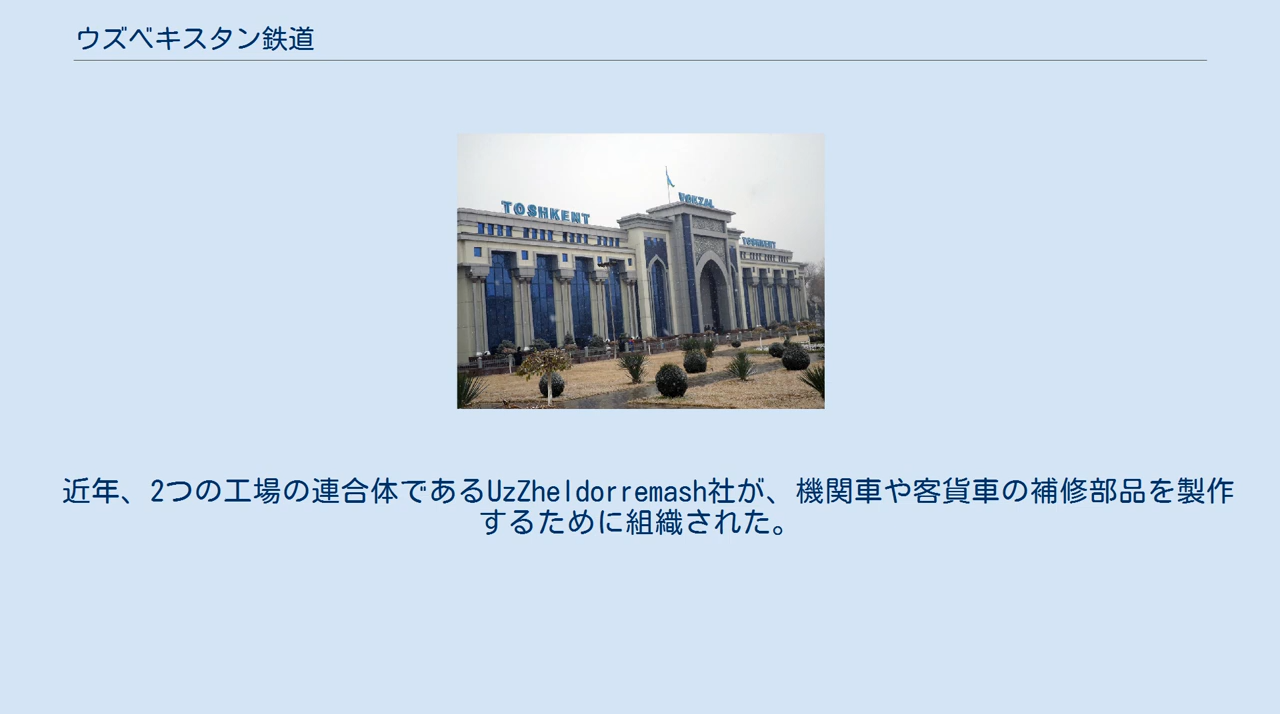 ウズベキスタン鉄道
TOSHKENT
VOKZAL
TOSHKENT
近年、2つの工場の連合体であるUzZheldorremash社が、機関車や客貨車の補修部品を製作
するために組織された。